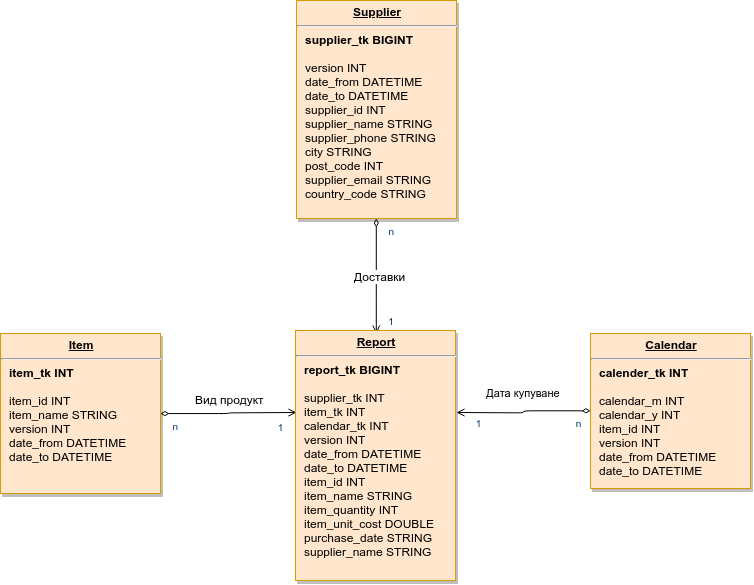 Supplier
supplier_tk BIGINT
version INT
date_from DATETIME
date_to DATETIME
supplier_id INT
supplier_name STRING
supplier_phone STRING
city STRING
post_code INT
supplier_email STRING
country_code STRING
n
Доставки
1
Item
item_tk INT
item_id INT
item_name STRING
version INT
date_from DATETIME
date_to DATETIME
Вид продукт
n
1
Report
report_tk BIGINT
supplier_tk INT
item_tk INT
calendar_tk INT
version INT
date_from DATETIME
date_to DATETIME
item_id INT
item_name STRING
item_quantity INT
item_unit_cost DOUBLE
purchase_date STRING
supplier_name STRING
Дата купуване
1
n
Calendar
calender_tk INT
calendar_m INT
calendar_y INT
item_id INT
version INT
date_from DATETIME
date_to DATETIME